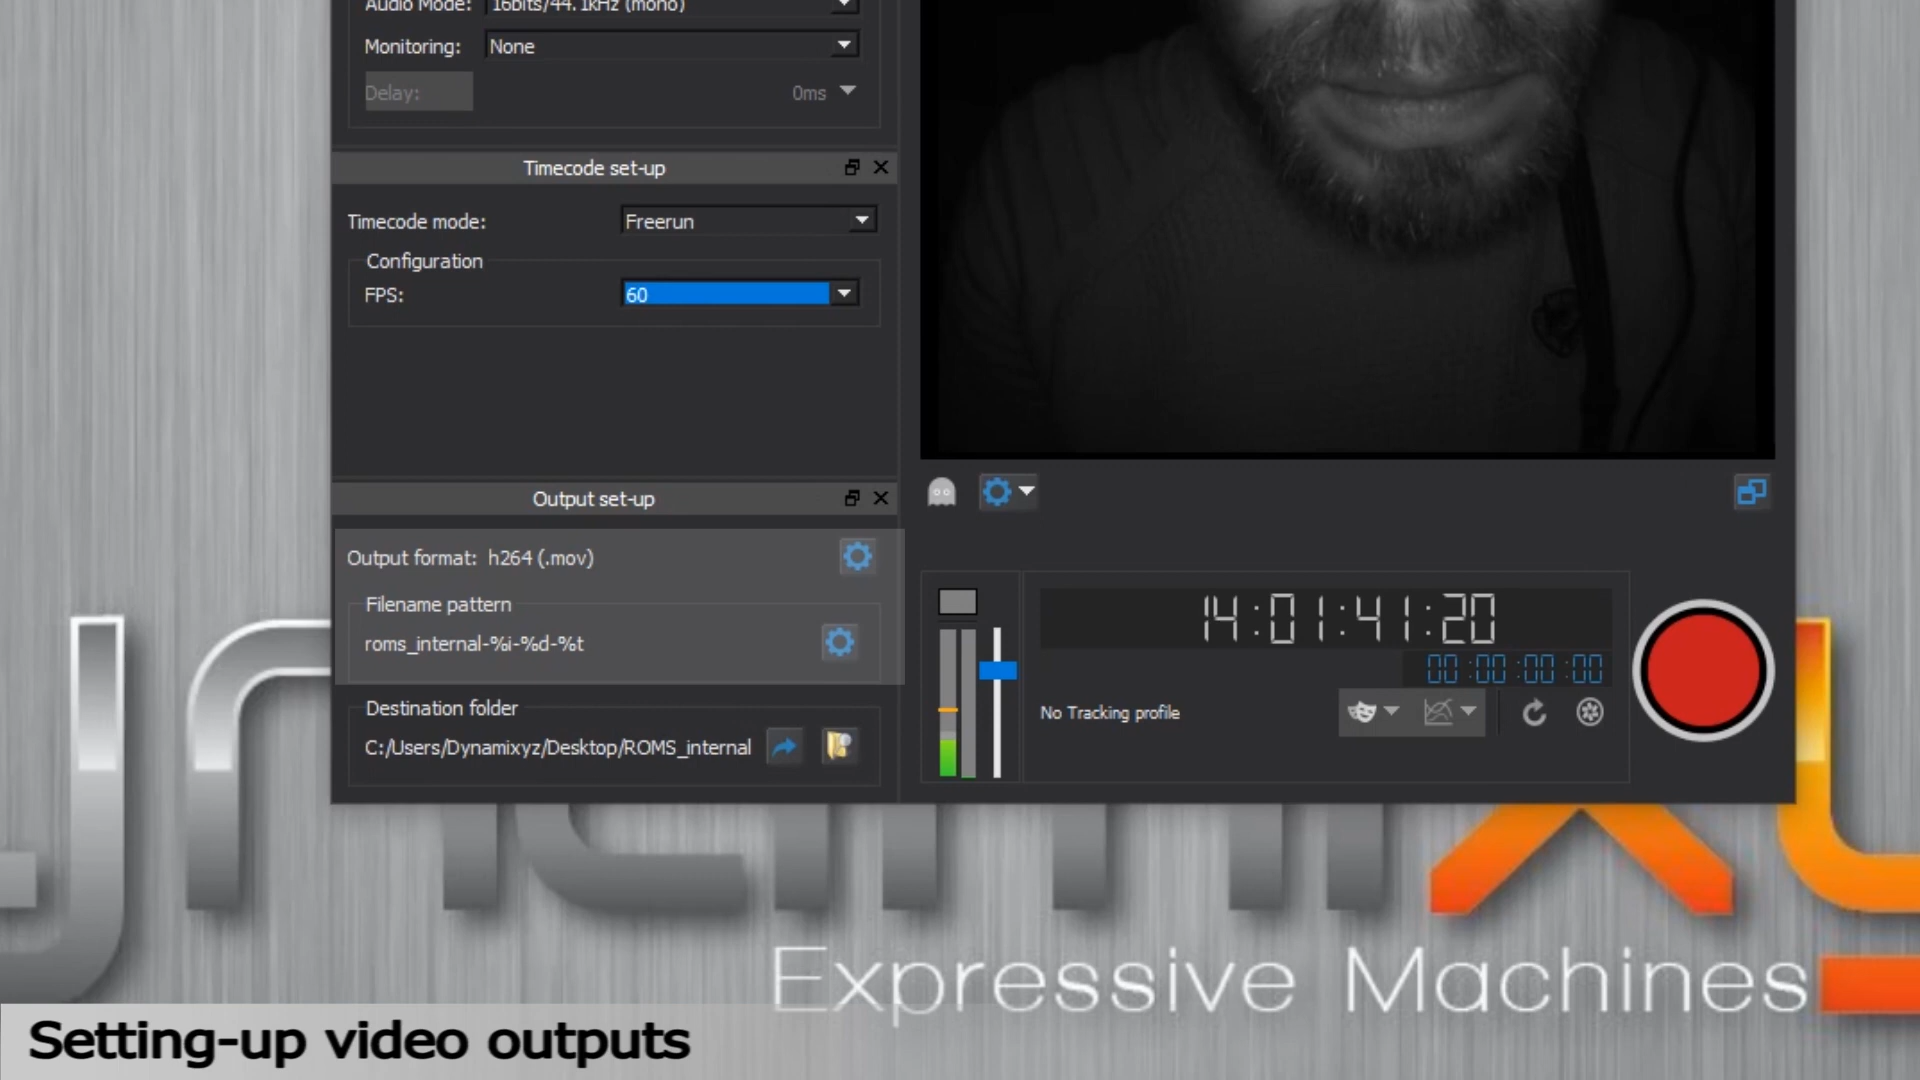 Audio Mode: 16bits/44.1kHz (mono)
Monitoring: None
Delay: 0ms
Timecode set-up
Timecode mode: Freerun
Configuration
FPS: 60
Output set-up
Output format: h264 (.mov)
Filename pattern
roms_internal-%i-%d-%t
Destination folder
C:/Users/Dynamixyz/Desktop/ROMS_internal
14:01:41:20
00:00:00:00
No Tracking profile
Expressive Machines
Setting-up video outputs